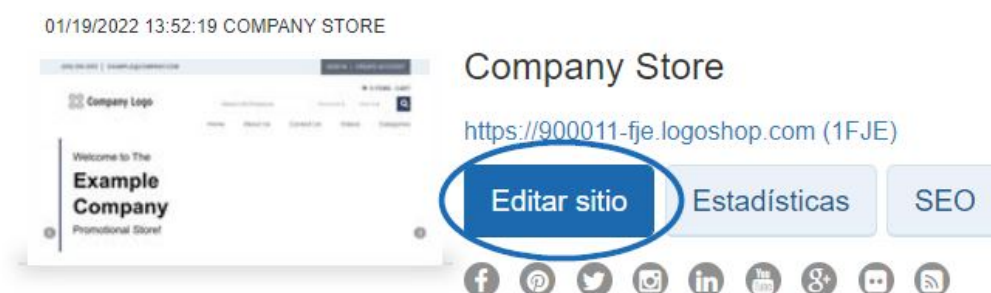 01/19/2022 13:52:19 COMPANY STORE
Company Logo
Welcome to The
Example
Company
Promotional Store!
Company Store
https://900011-fje.logoshop.com (1FJE)
Editar sitio
Estadísticas
SEO